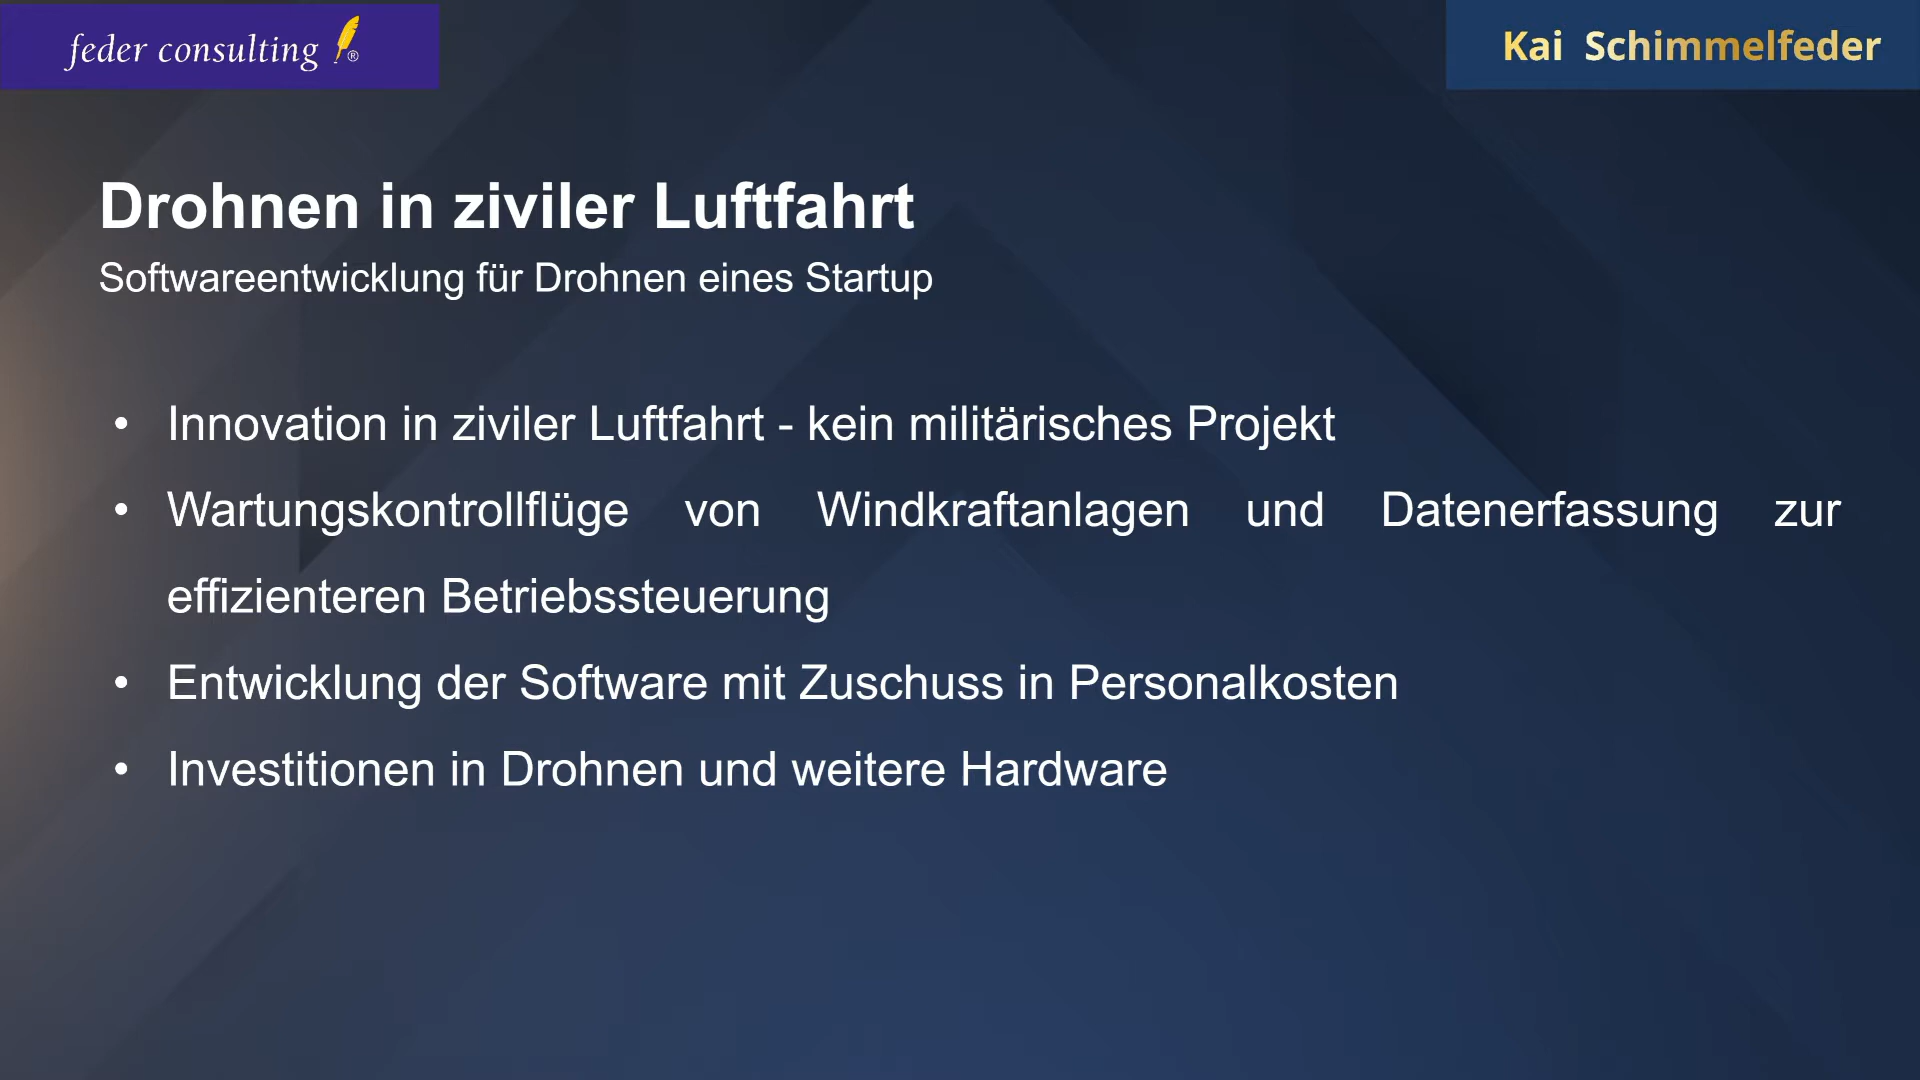 feder consulting ®
Kai Schimmelfeder
Drohnen in ziviler Luftfahrt
Softwareentwicklung für Drohnen eines Startup
• Innovation in ziviler Luftfahrt - kein militärisches Projekt
• Wartungskontrollflüge von Windkraftanlagen und Datenerfassung zur
effizienteren Betriebssteuerung
• Entwicklung der Software mit Zuschuss in Personalkosten
• Investitionen in Drohnen und weitere Hardware